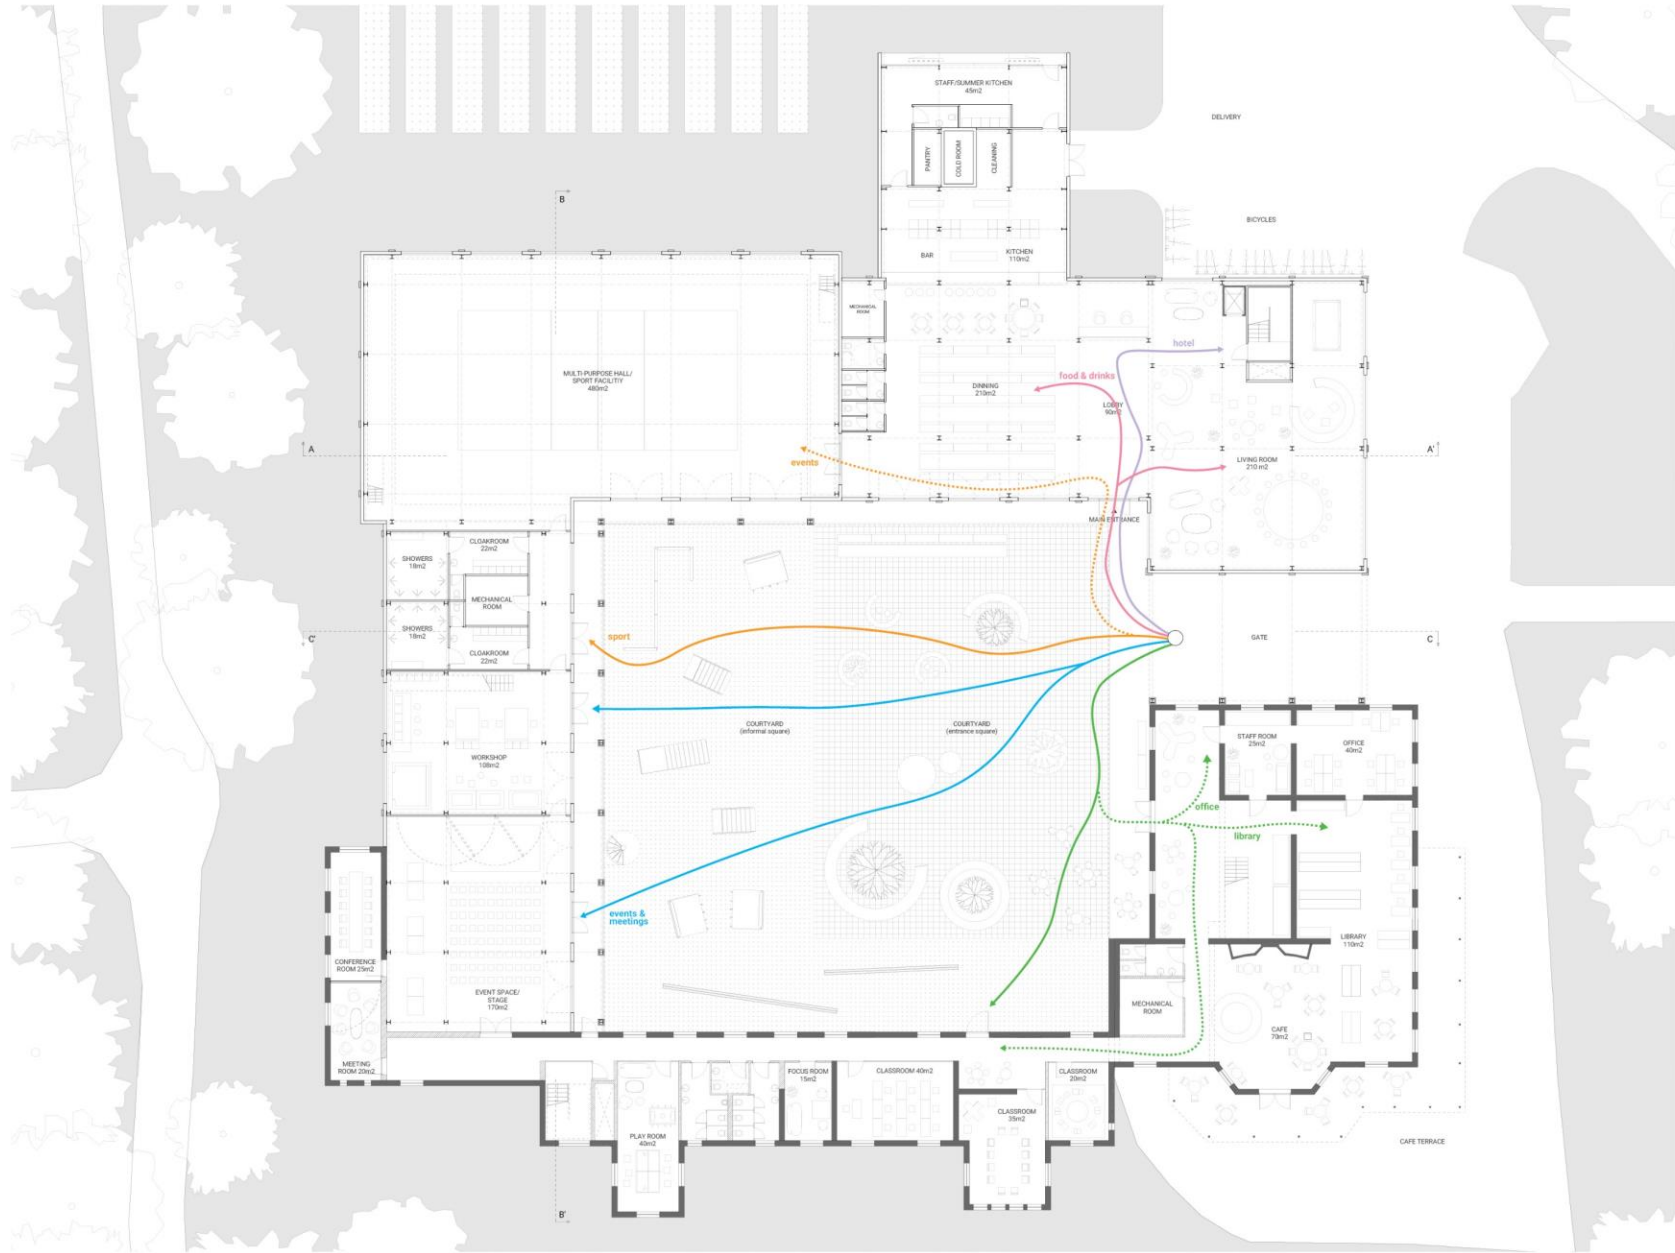 STAFF/SUMMER KITCHEN
45m2
DELIVERY
PANTRY
COLD ROOM
CLEANING
B
BICYCLES
BAR
KITCHEN
110m2
MECHANICAL
ROOM
hotel
MULTI-PURPOSE HALL/
SPORT FACILITIY
480m2
food & drinks
DINNING
210m2
LOBBY
90m2
A
A'
events
LIVING ROOM
210 m2
MAIN ENTRANCE
CLOAKROOM
22m2
SHOWERS
18m2
MECHANICAL
ROOM
SHOWERS
18m2
C'
sport
GATE
C
CLOAKROOM
22m2
COURTYARD
(informal square)
COURTYARD
(entrance square)
STAFF ROOM
25m2
OFFICE
40m2
WORKSHOP
108m2
office
library
events &
meetings
LIBRARY
110m2
CONFERENCE
ROOM 25m2
EVENT SPACE/
STAGE
170m2
MECHANICAL
ROOM
CAFE
79m2
MEETING
ROOM 20m2
FOCUS ROOM
15m2
CLASSROOM 40m2
CLASSROOM
20m2
CLASSROOM
35m2
PLAY ROOM
40m2
CAFE TERRACE
B'